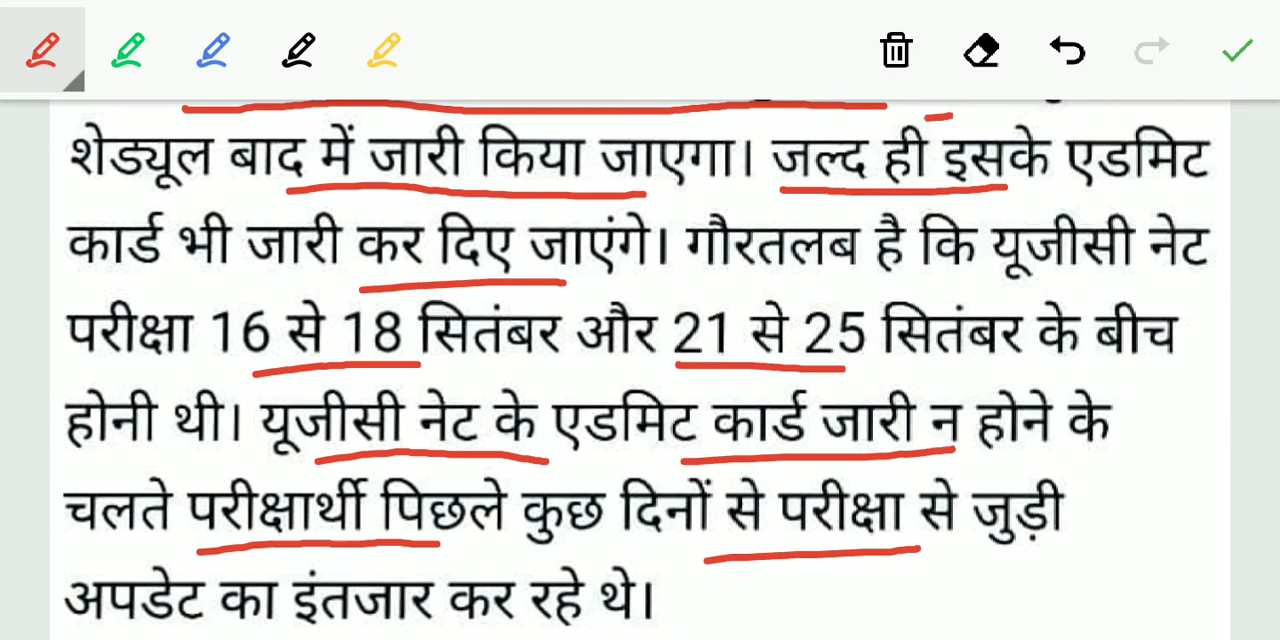 शेड्यूल बाद में जारी किया जाएगा। जल्द ही इसके एडमिट
कार्ड भी जारी कर दिए जाएंगे। गौरतलब है कि यूजीसी नेट
परीक्षा 16 से 18 सितंबर और 21 से 25 सितंबर के बीच
होनी थी। यूजीसी नेट के एडमिट कार्ड जारी न होने के
चलते परीक्षार्थी पिछले कुछ दिनों से परीक्षा से जुड़ी
अपडेट का इंतजार कर रहे थे।